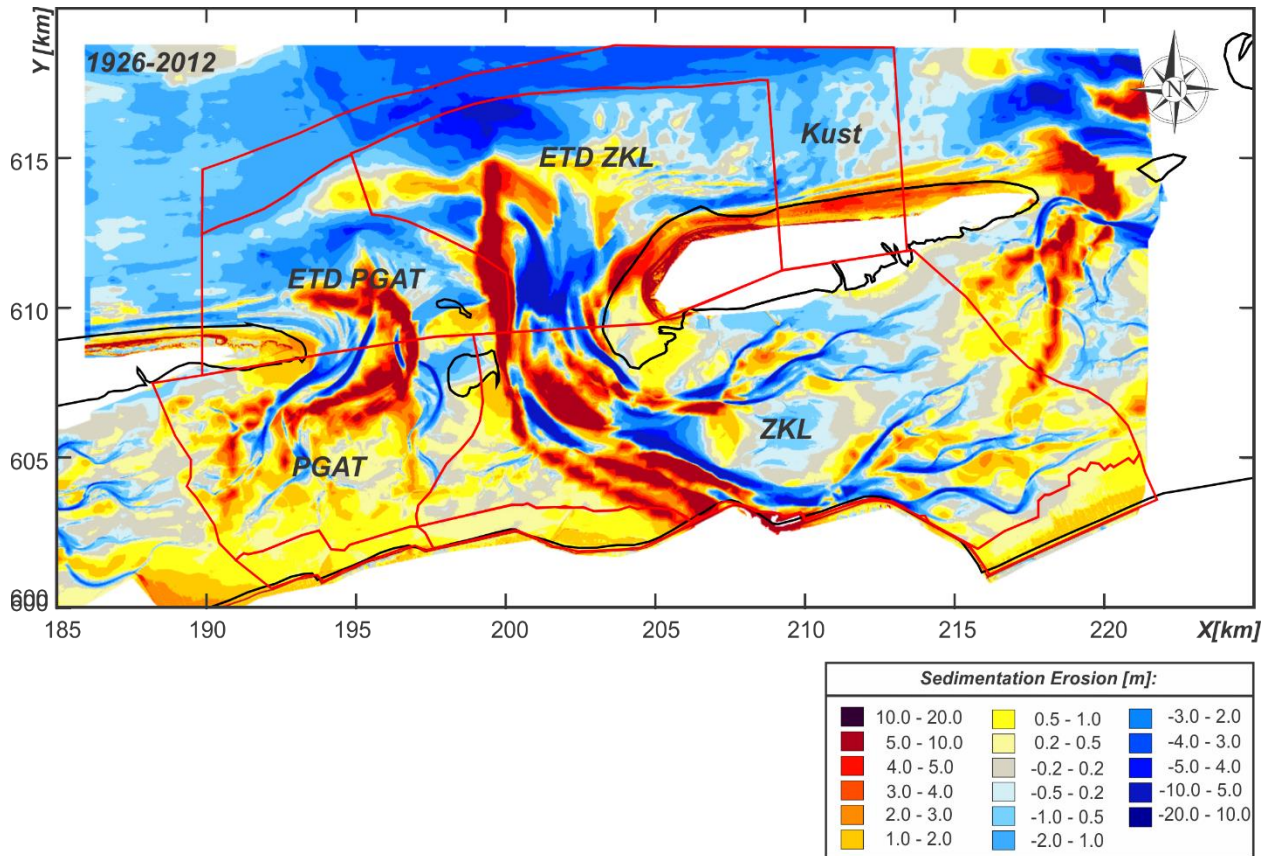 Y [km]
1926-2012
N
Kust
ETD ZKL
615
ETD PGAT
610
ZKL
PGAT
605
600
600
185 190 195 200 205 210 215 220 X[km]
Sedimentation Erosion [m]:
10.0 - 20.0 0.5 - 1.0 -3.0 - 2.0
5.0 - 10.0 0.2 - 0.5 -4.0 - 3.0
4.0 - 5.0 -0.2 - 0.2 -5.0 - 4.0
3.0 - 4.0 -0.5 - 0.2 -10.0 - 5.0
2.0 - 3.0 -1.0 - 0.5 -20.0 - 10.0
1.0 - 2.0 -2.0 - 1.0